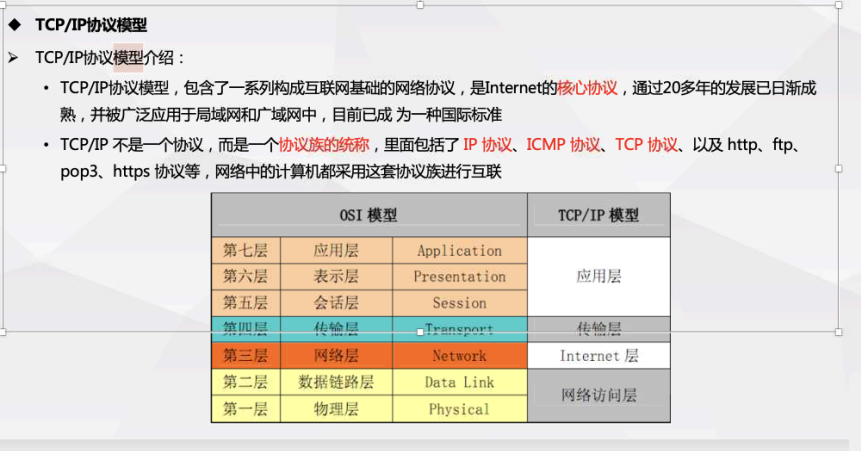 ◆ TCP/IP协议模型
➢ TCP/IP协议模型介绍：
• TCP/IP协议模型，包含了一系列构成互联网基础的网络协议，是Internet的核心协议，通过20多年的发展已日渐成
熟，并被广泛应用于局域网和广域网中，目前已成 为一种国际标准
• TCP/IP 不是一个协议，而是一个协议族的统称，里面包括了 IP 协议、ICMP 协议、TCP 协议、以及 http、ftp、
pop3、https 协议等，网络中的计算机都采用这套协议族进行互联
OSI 模型 TCP/IP 模型
第七层 应用层 Application
第六层 表示层 Presentation 应用层
第五层 会话层 Session
第四层 传输层 Transport 传输层
第三层 网络层 Network Internet 层
第二层 数据链路层 Data Link
网络访问层
第一层 物理层 Physical